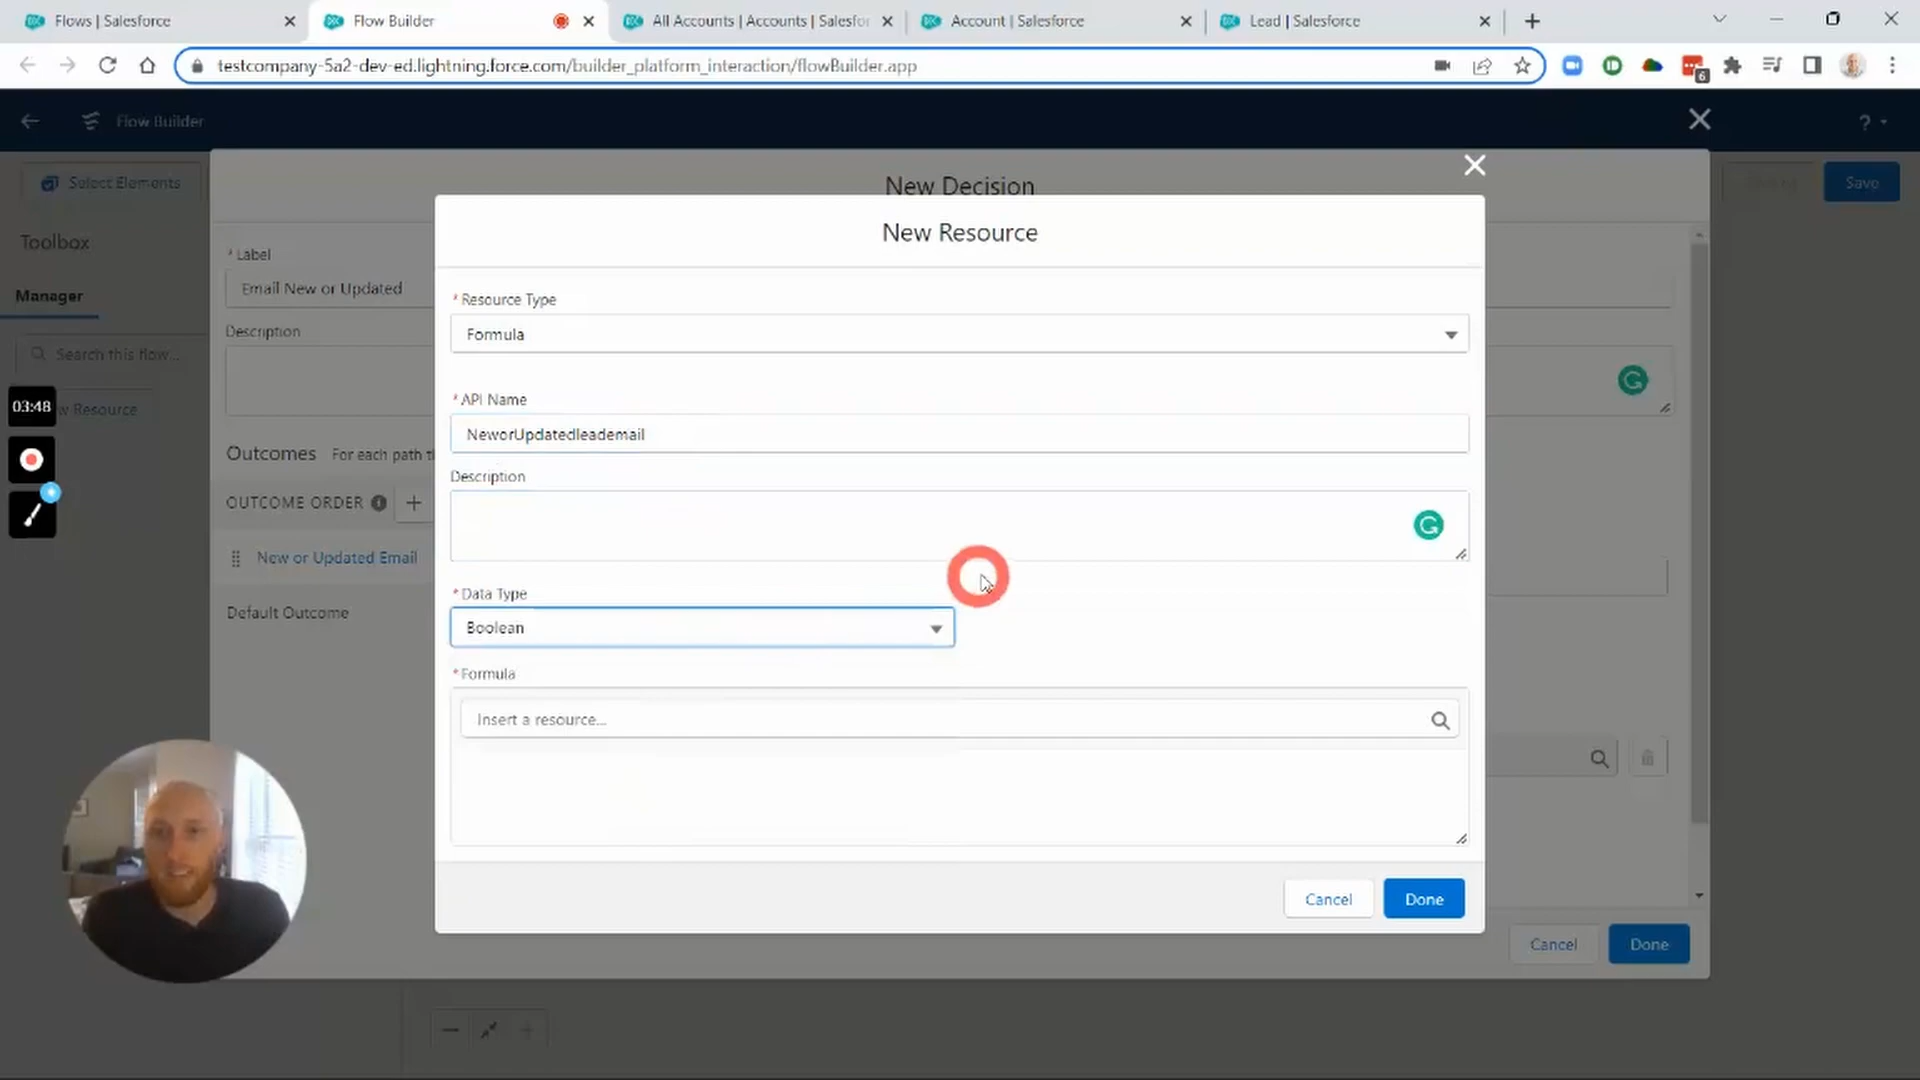 Flows | Salesforce
Flow Builder
All Accounts | Accounts | Salesfor
Account | Salesforce
Lead | Salesforce
testcompany-5a2-dev-ed.lightning.force.com/builder_platform_interaction/flowBuilder.app
6
Flow Builder
?
Select Elements
New Decision
Save
Toolbox
New Resource
* Label
Manager
Email New or Updated
* Resource Type
Formula
Description
Search this flow...
* API Name
03:48
w Resource
NeworUpdatedleademail
Outcomes
For each path t
Description
OUTCOME ORDER
New or Updated Email
* Data Type
Default Outcome
Boolean
* Formula
Insert a resource...
Cancel
Done
Cancel
Done